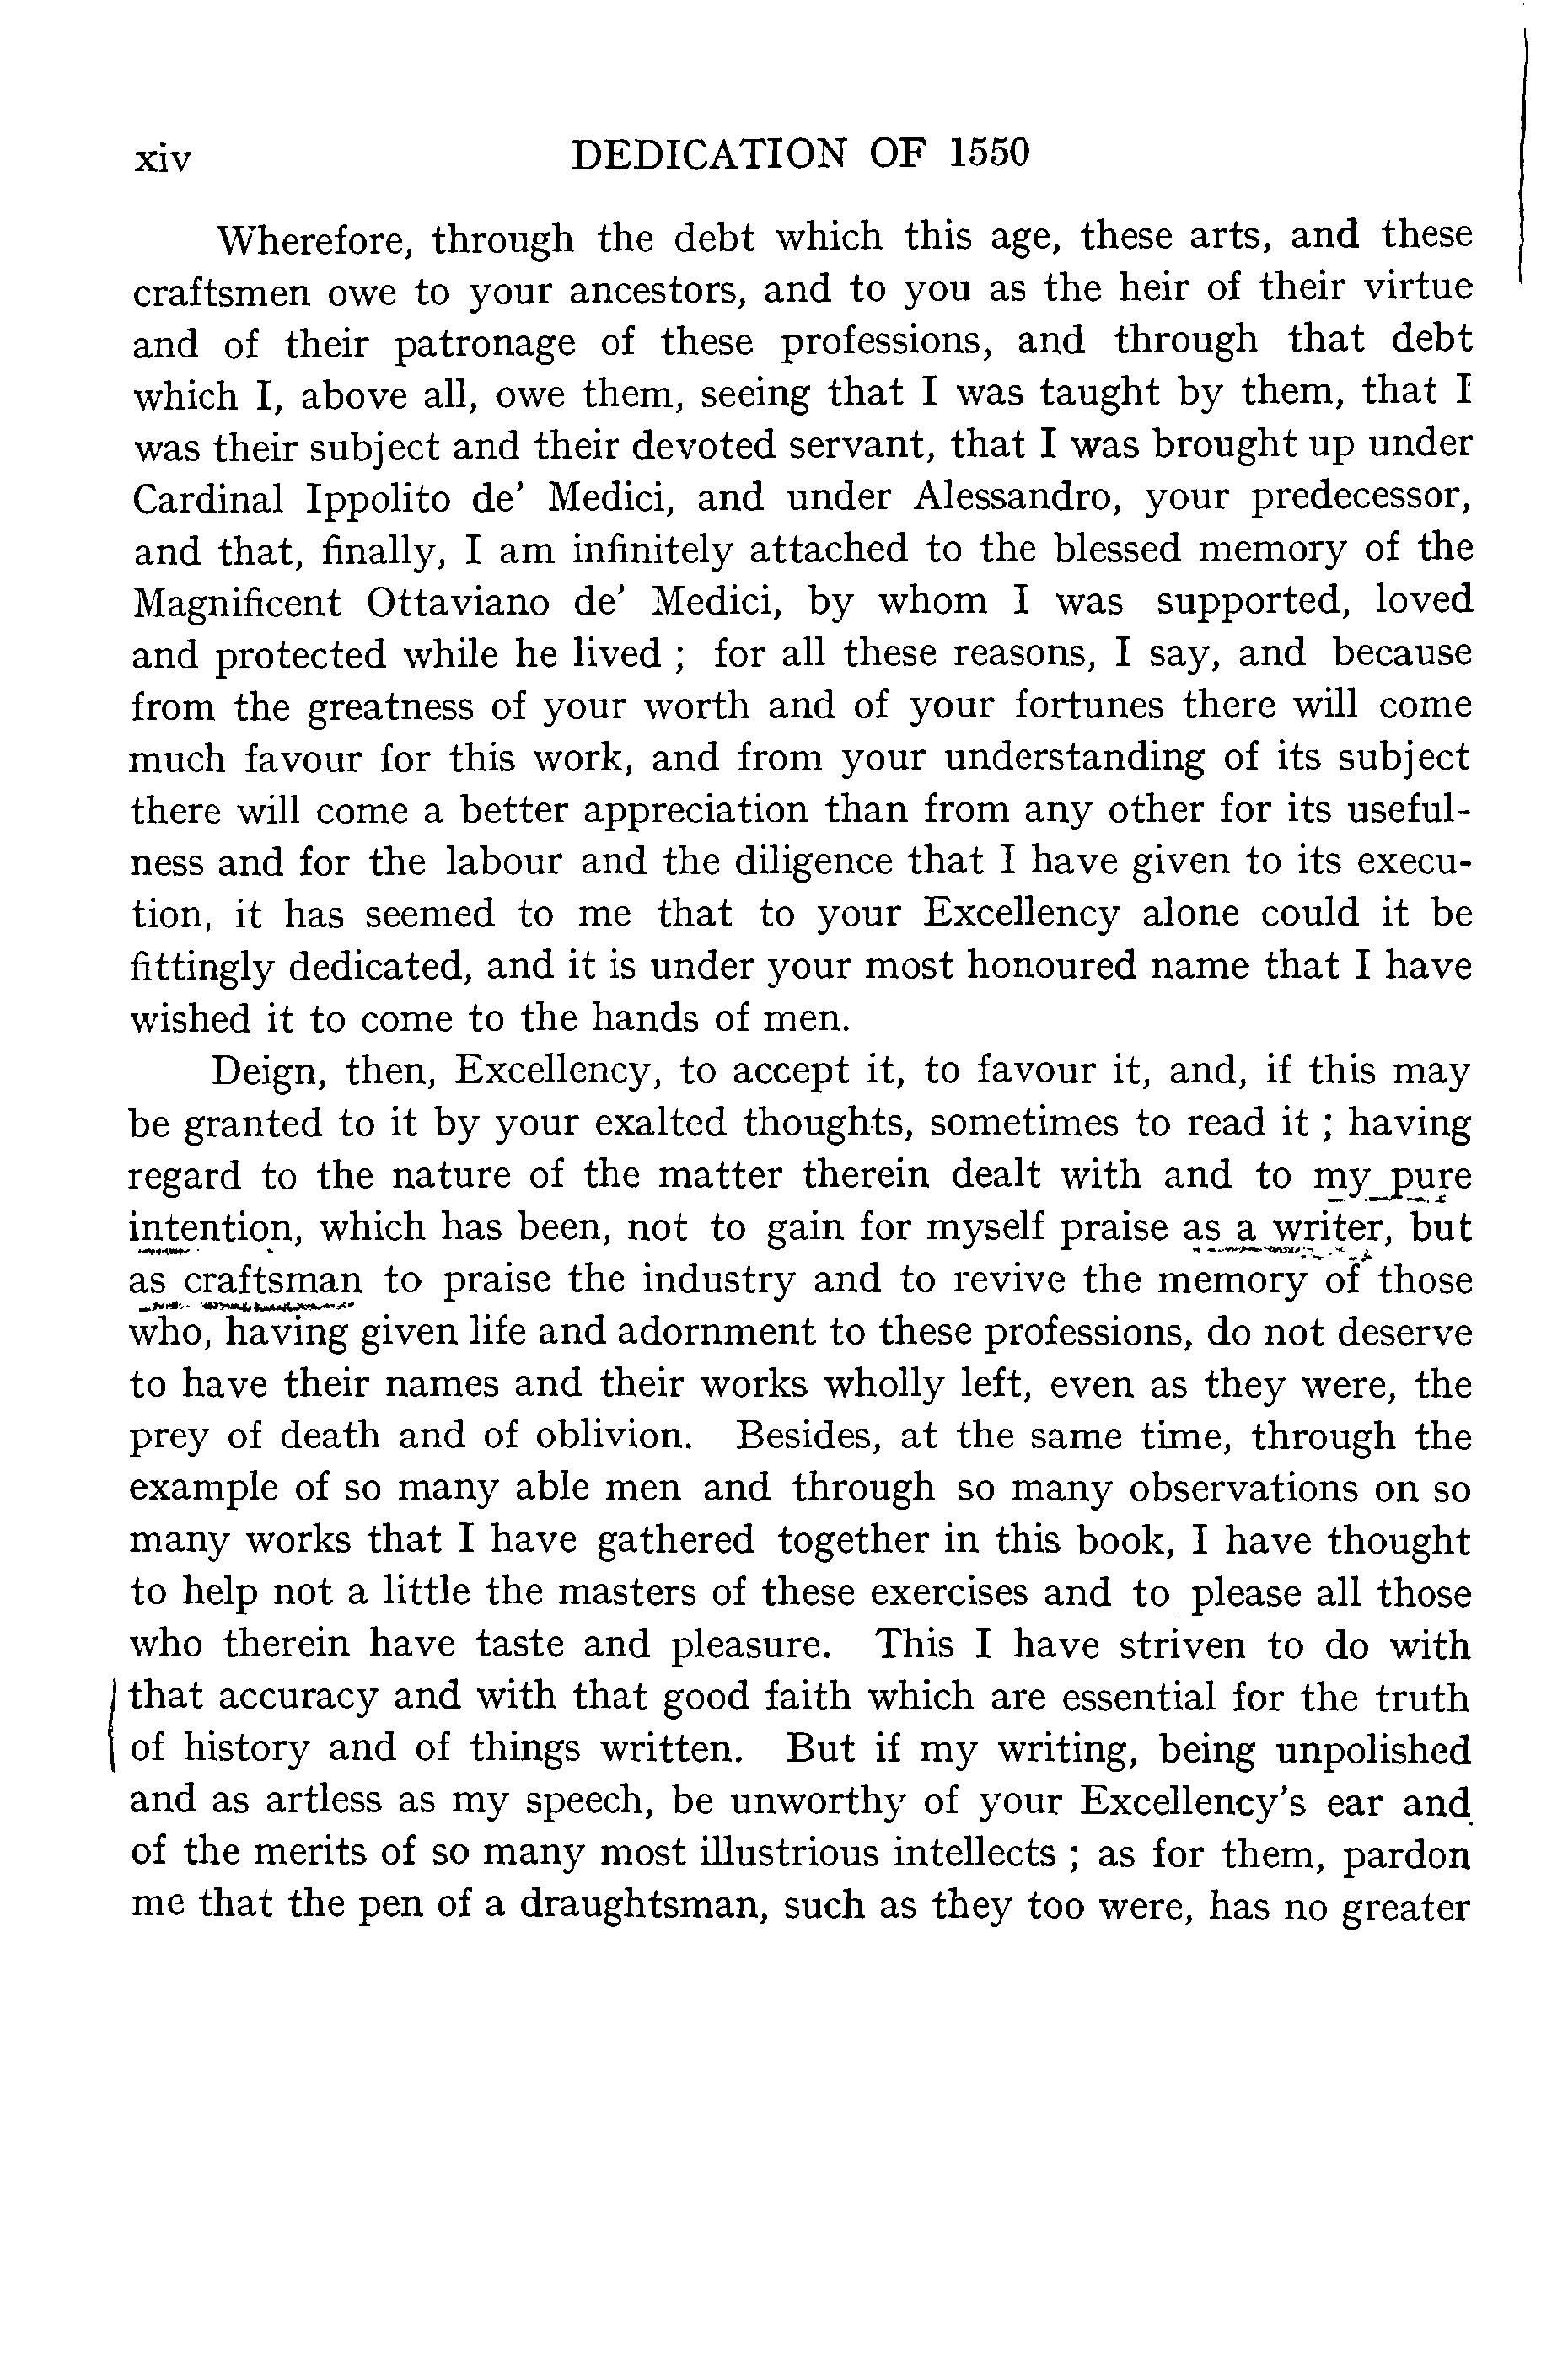 xiv DEDICATION OF 1550
Wherefore, through the debt which this age, these arts, and these
craftsmen owe to your ancestors, and to you as the heir of their virtue
and of their patronage of these professions, and through that debt
which I, above all, owe them, seeing that I was taught by them, that I
was their subject and their devoted servant, that I was brought up under
Cardinal Ippolito de' Medici, and under Alessandro, your predecessor,
and that, finally, I am infinitely attached to the blessed memory of the
Magnificent Ottaviano de' Medici, by whom I was supported, loved
and protected while he lived ; for all these reasons, I say, and because
from the greatness of your worth and of your fortunes there will come
much favour for this work, and from your understanding of its subject
there will come a better appreciation than from any other for its useful-
ness and for the labour and the diligence that I have given to its execu-
tion, it has seemed to me that to your Excellency alone could it be
fittingly dedicated, and it is under your most honoured name that I have
wished it to come to the hands of men.
Deign, then, Excellency, to accept it, to favour it, and, if this may
be granted to it by your exalted thoughts, sometimes to read it ; having
regard to the nature of the matter therein dealt with and to my pure
intention, which has been, not to gain for myself praise as a writer, but
as craftsman to praise the industry and to revive the memory of those
who, having given life and adornment to these professions, do not deserve
to have their names and their works wholly left, even as they were, the
prey of death and of oblivion. Besides, at the same time, through the
example of so many able men and through so many observations on so
many works that I have gathered together in this book, I have thought
to help not a little the masters of these exercises and to please all those
who therein have taste and pleasure. This I have striven to do with
that accuracy and with that good faith which are essential for the truth
of history and of things written. But if my writing, being unpolished
and as artless as my speech, be unworthy of your Excellency's ear and
of the merits of so many most illustrious intellects ; as for them, pardon
me that the pen of a draughtsman, such as they too were, has no greater